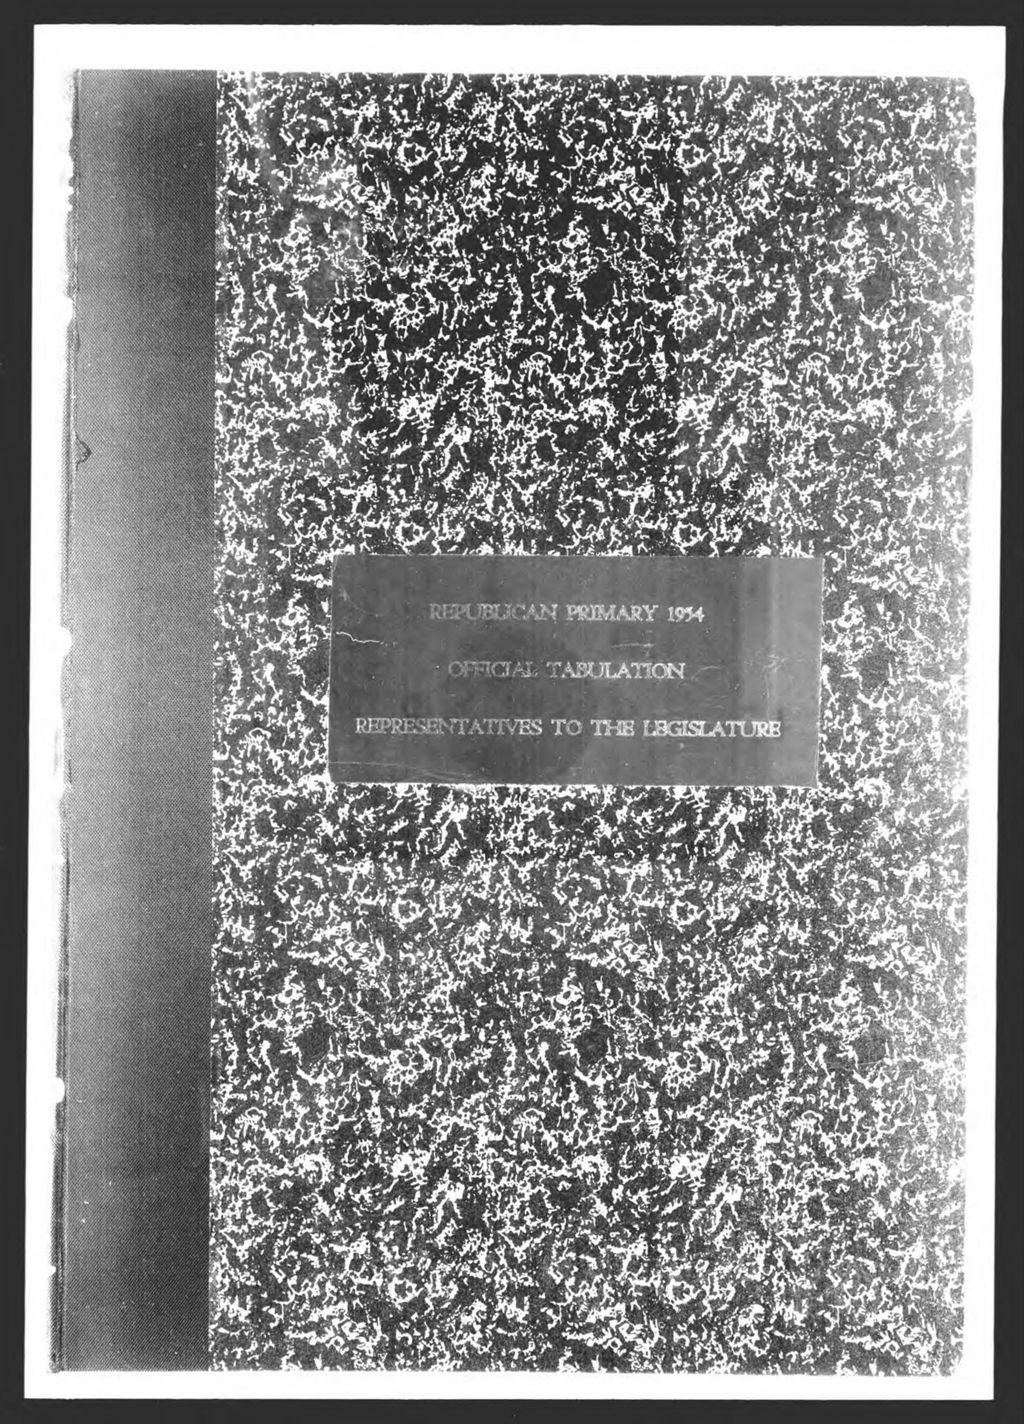 REPUBLICAN PRIMARY 1954
OFFICIAL TABULATION
REPRESENTATIVES TO THE LEGISLATURE